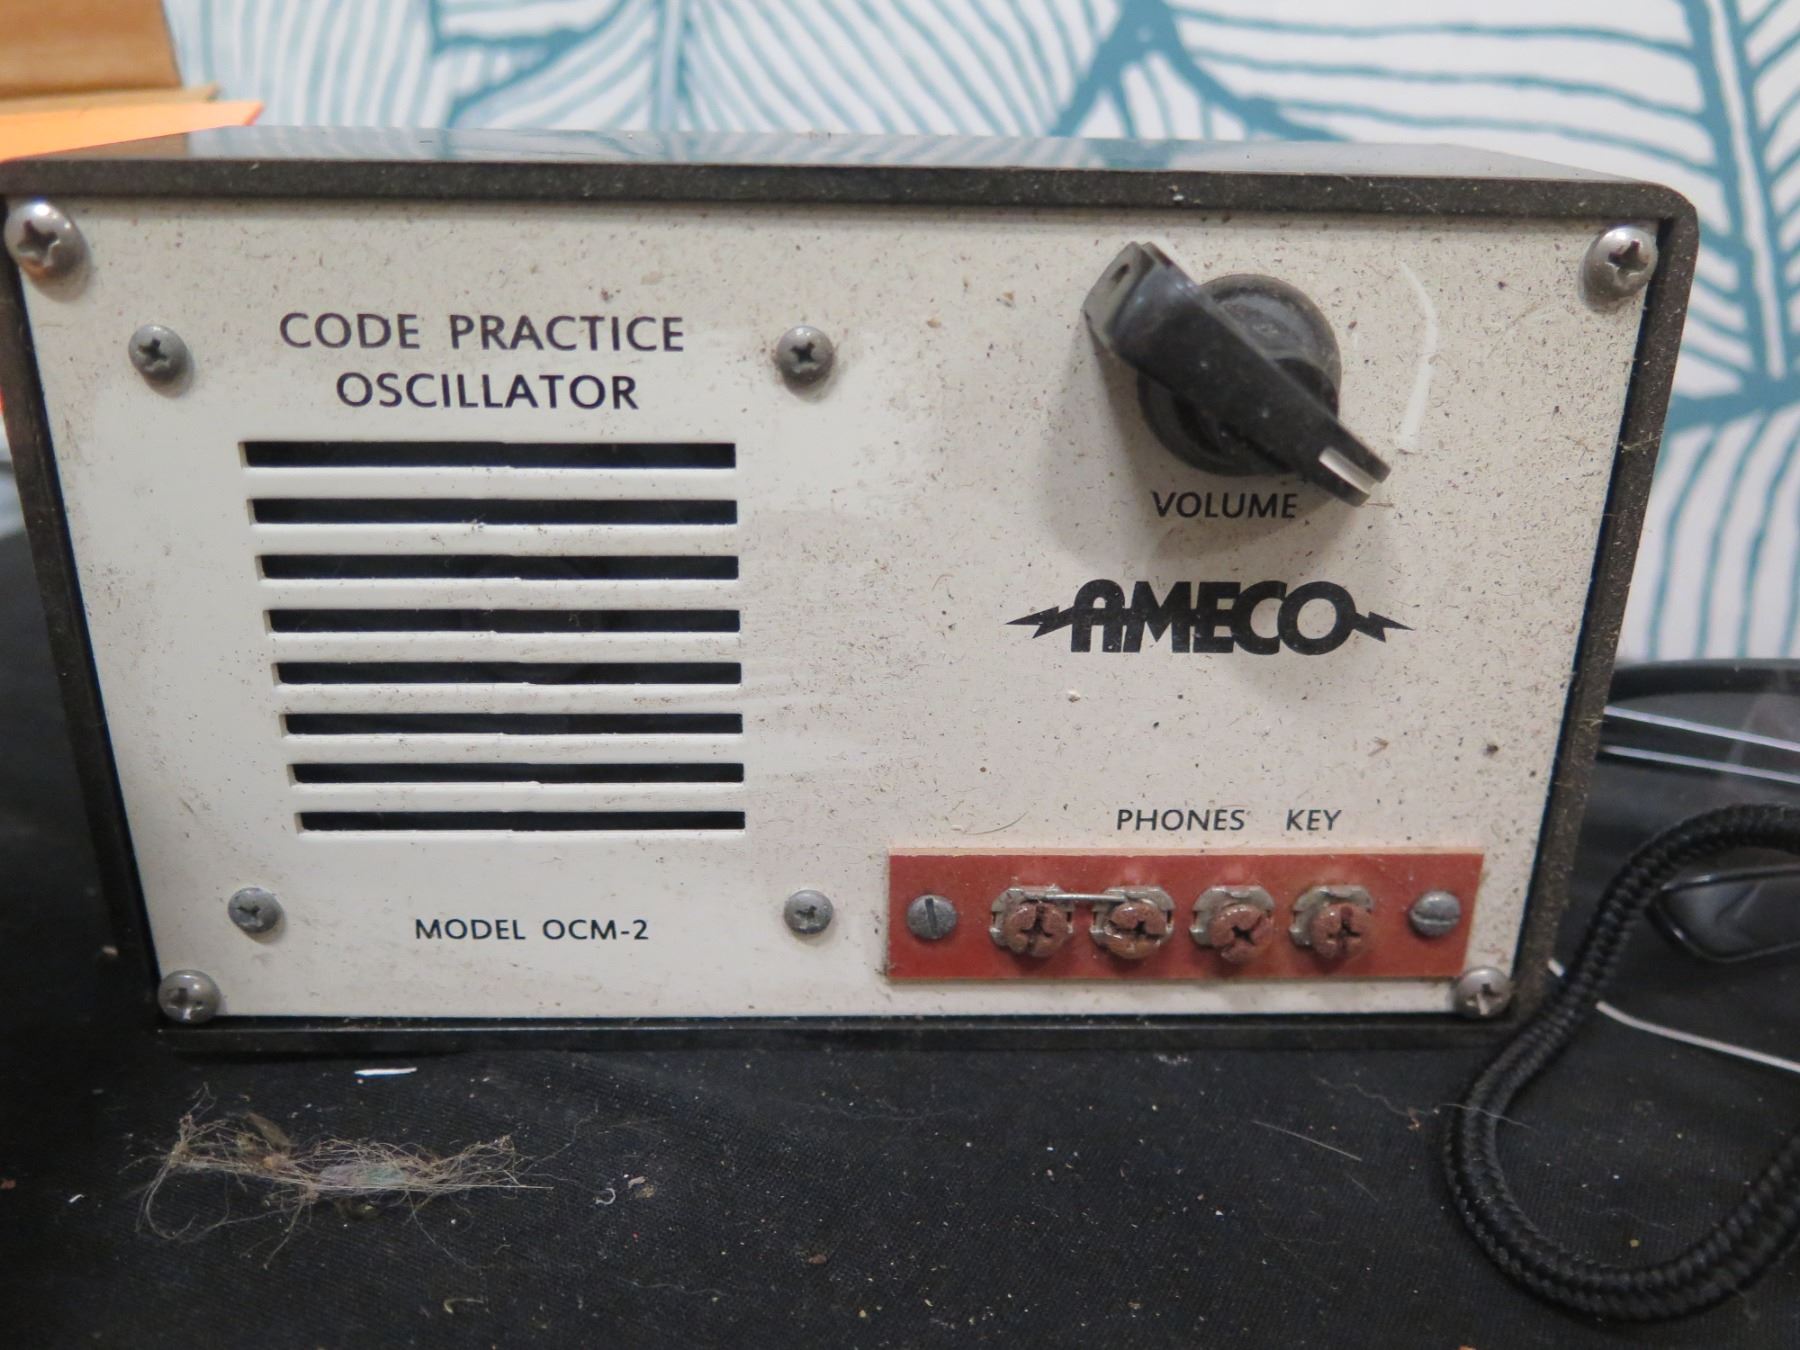 CODE PRACTICE
OSCILLATOR
VOLUME
AMECO
PHONES KEY
MODEL OCM-2